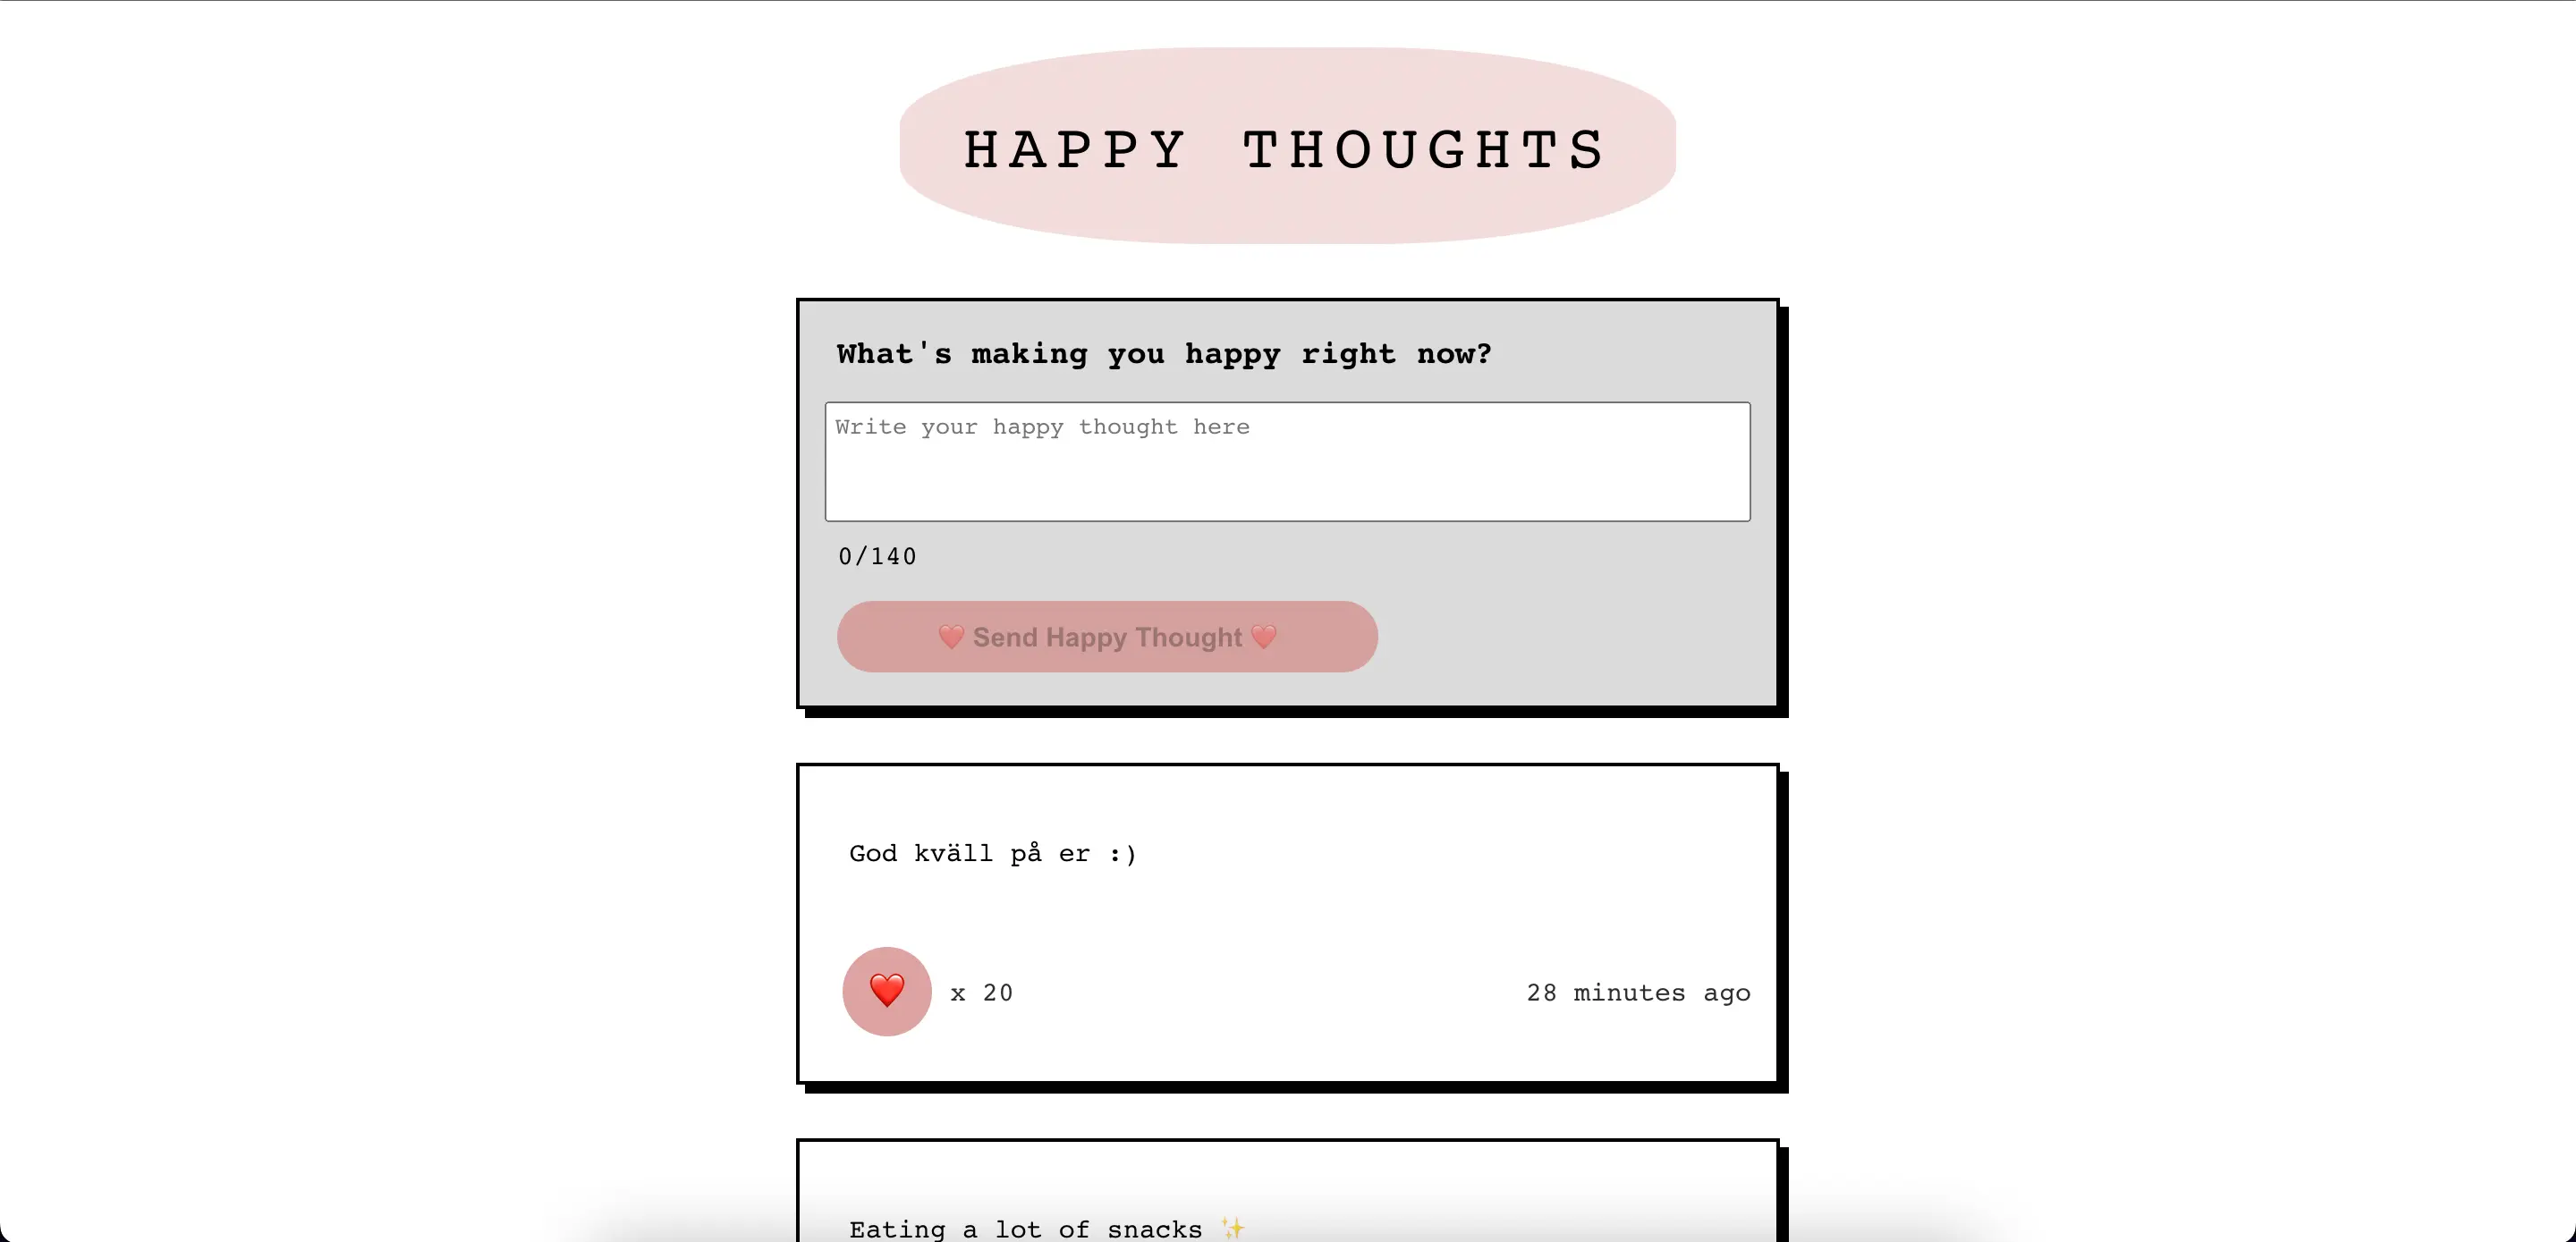 HAPPY THOUGHTS
What's making you happy right now?
Write your happy thought here
0/140
❤️ Send Happy Thought ❤️
God kväll på er :)
❤️ x 20
28 minutes ago
Eating a lot of snacks ✨